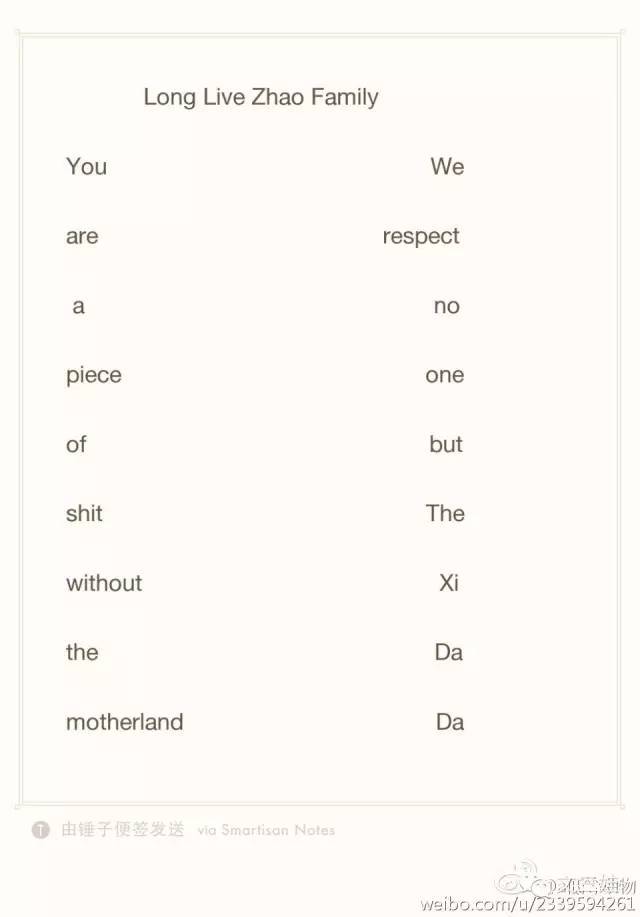 Long Live Zhao Family
You We
are respect
a no
piece one
of but
shit The
without Xi
the Da
motherland Da
T 由锤子便签发送 via Smartisan Notes
weibo.com/u/2339594261